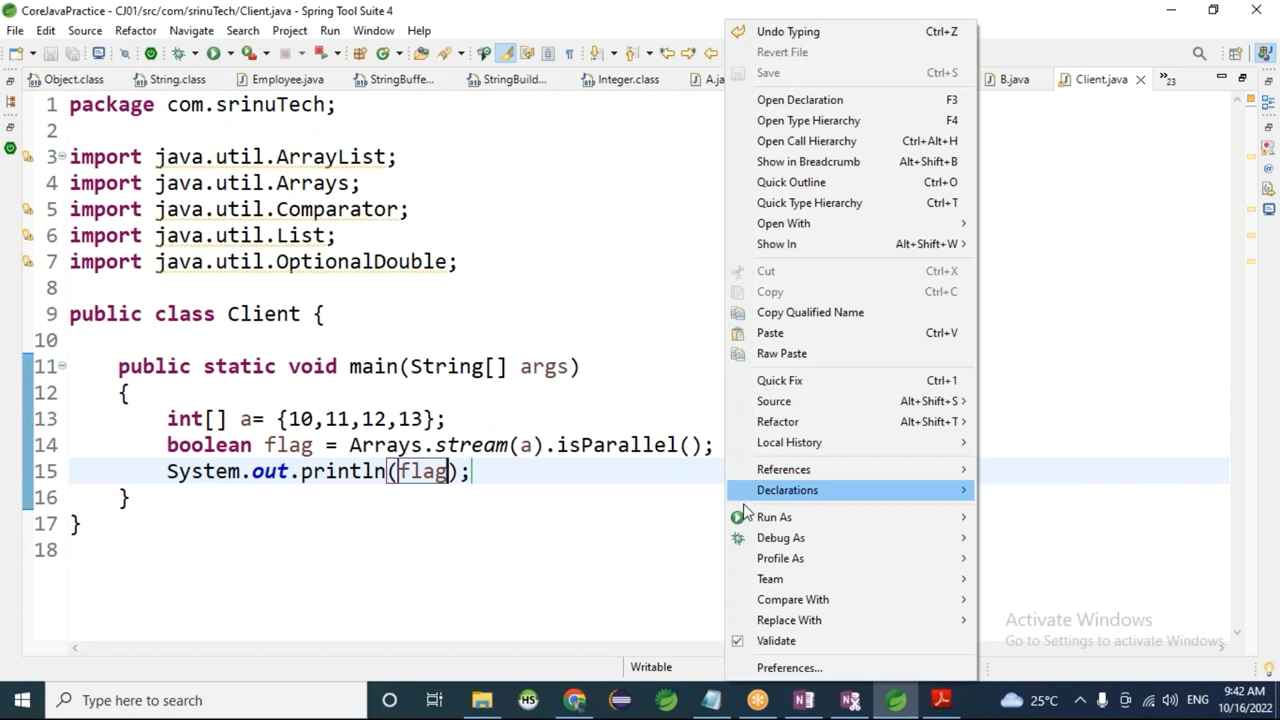 CoreJavaPractice - CJ01/src/com/srinuTech/Client.java - Spring Tool Suite 4
File Edit Source Refactor Navigate Search Project Run Window Help
Object.class String.class Employee.java StringBuffe... StringBuild... Integer.class A.ja B.java Client.java 23
1 package com.srinuTech;
2
3 import java.util.ArrayList;
4 import java.util.Arrays;
5 import java.util.Comparator;
6 import java.util.List;
7 import java.util.OptionalDouble;
8
9 public class Client {
10
11 public static void main(String[] args)
12 {
13 int[] a= {10,11,12,13};
14 boolean flag = Arrays.stream(a).isParallel();
15 System.out.println(flag);
16 }
17 }
18
Undo Typing Ctrl+Z
Revert File
Save Ctrl+S
Open Declaration F3
Open Type Hierarchy F4
Open Call Hierarchy Ctrl+Alt+H
Show in Breadcrumb Alt+Shift+B
Quick Outline Ctrl+O
Quick Type Hierarchy Ctrl+T
Open With
Show In Alt+Shift+W
Cut Ctrl+X
Copy Ctrl+C
Copy Qualified Name
Paste Ctrl+V
Raw Paste
Quick Fix Ctrl+1
Source Alt+Shift+S
Refactor Alt+Shift+T
Local History
References
Declarations
Run As
Debug As
Profile As
Team
Compare With
Replace With
Validate
Preferences...
Activate Windows
Go to Settings to activate Windows.
Writable
Type here to search
HS
25°C
ENG
9:42 AM
10/16/2022